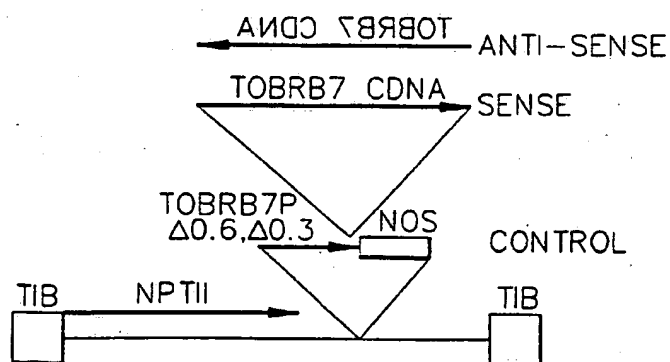 TOBRB7 CDNA ANTI-SENSE
TOBRB7 CDNA SENSE
TOBRB7P
Δ0.6,Δ0.3
NOS
CONTROL
TIB
NPTII
TIB